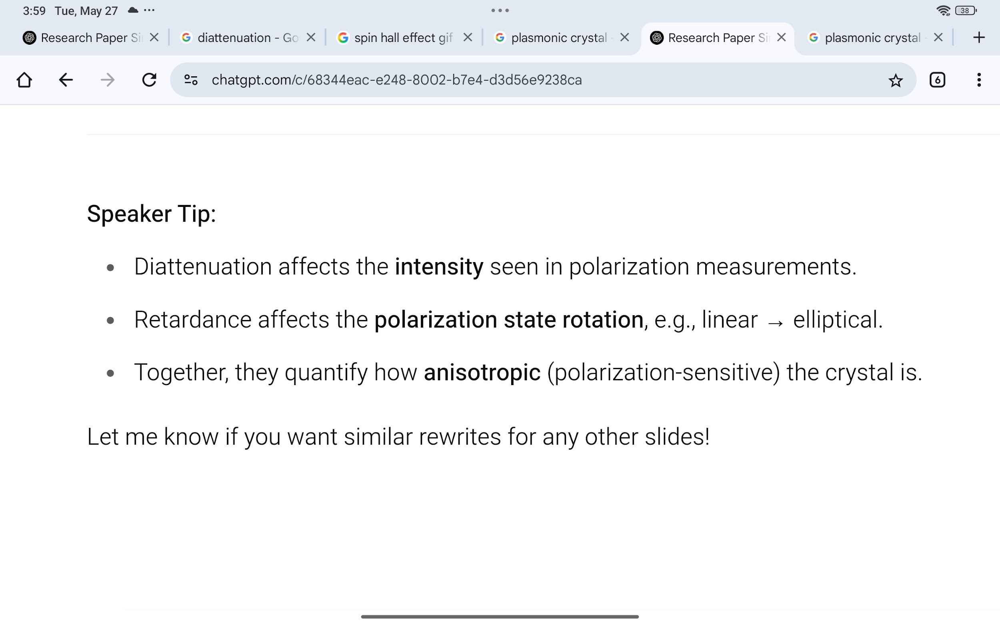 3:59 Tue, May 27 ...
Research Paper Si
diattenuation - Go
spin hall effect gif
plasmonic crystal -
Research Paper Si
plasmonic crystal -
38
chatgpt.com/c/68344eac-e248-8002-b7e4-d3d56e9238ca
6
Speaker Tip:
• Diattenuation affects the intensity seen in polarization measurements.
• Retardance affects the polarization state rotation, e.g., linear → elliptical.
• Together, they quantify how anisotropic (polarization-sensitive) the crystal is.
Let me know if you want similar rewrites for any other slides!